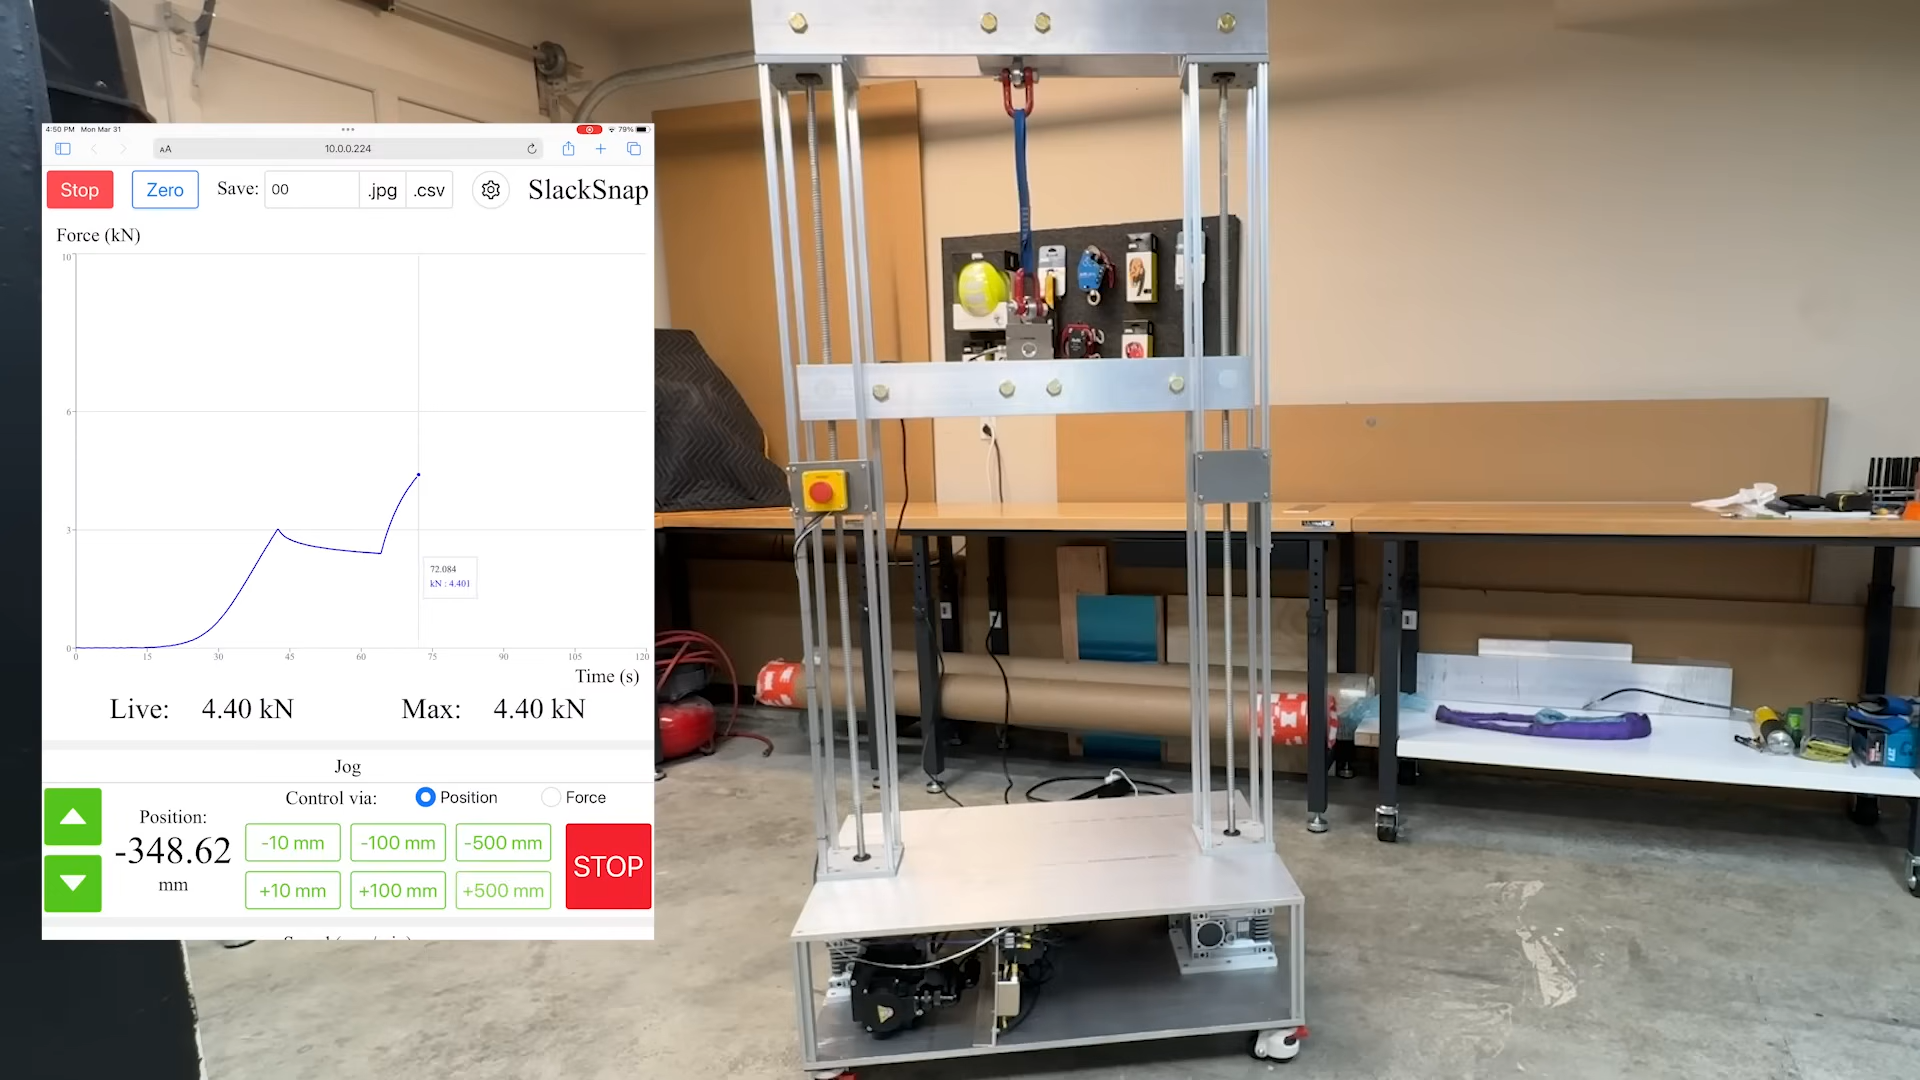 4:50 PM Mon Mar 31
79%
AA 10.0.0.224
Stop Zero Save: 00 .jpg .csv SlackSnap
Force (kN)
10
6
3
72.084
kN : 4.401
0
0 15 30 45 60 75 90 105 120
Time (s)
Live: 4.40 kN Max: 4.40 kN
Jog
Control via: Position Force
Position:
-348.62
mm
-10 mm -100 mm -500 mm
+10 mm +100 mm +500 mm
STOP